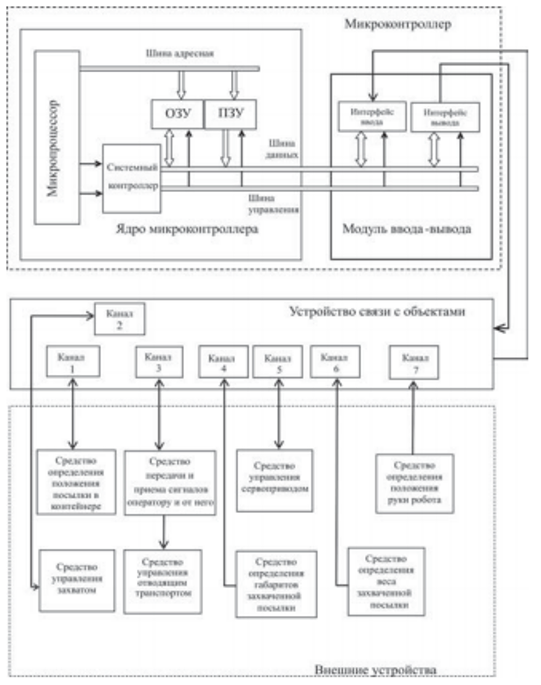 Микроконтроллер
Шина адресная
Микропроцессор
ОЗУ
ПЗУ
Интерфейс
ввода
Интерфейс
вывода
Системный
контроллер
Шина
данных
Шина
управления
Ядро микроконтроллера
Модуль ввода-вывода
Устройство связи с объектами
Канал
2
Канал
1
Канал
3
Канал
4
Канал
5
Канал
6
Канал
7
Средство
определения
положения
посылки в
контейнере
Средство
передачи и
приема сигналов
оператору и от него
Средство
управления
сервоприводом
Средство
определения
положения
руки робота
Средство
управления
захватом
Средство
управления
отводящим
транспортом
Средство
определения
габаритов
захваченной
посылки
Средство
определения
веса
захваченной
посылки
Внешние устройства